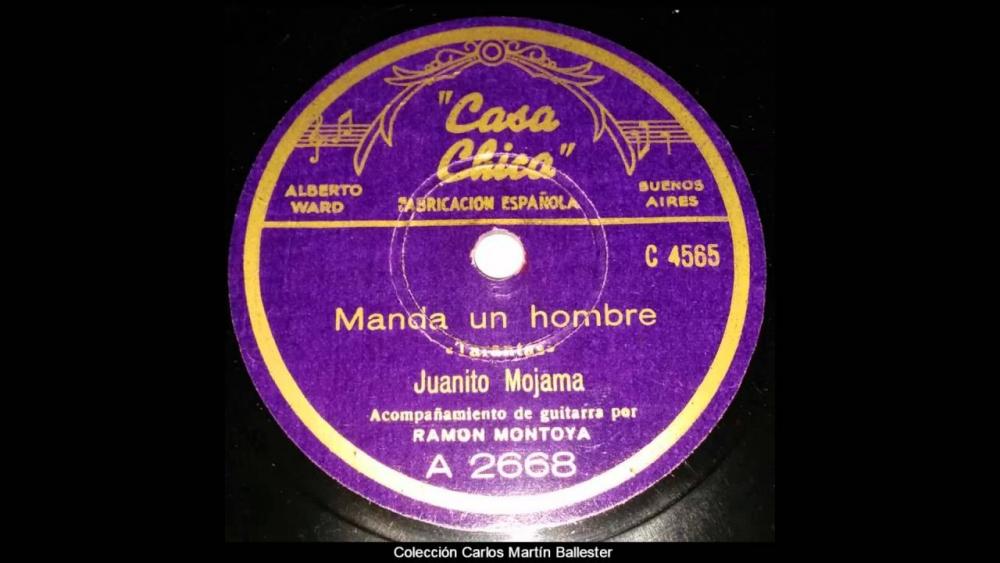 "Casa
Chica"
ALBERTO
WARD
FABRICACION ESPAÑOLA
BUENOS
AIRES
C 4565
Manda un hombre
«Tarantas»
Juanito Mojama
Acompañamiento de guitarra por
RAMON MONTOYA
A 2668
Colección Carlos Martín Ballester